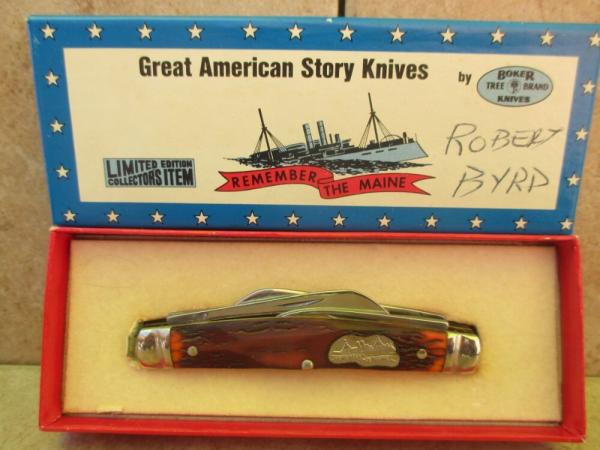 Great American Story Knives
by
BOKER
TREE BRAND
KNIVES
LIMITED EDITION
COLLECTORS ITEM
REMEMBER THE MAINE
ROBERT
BYRD